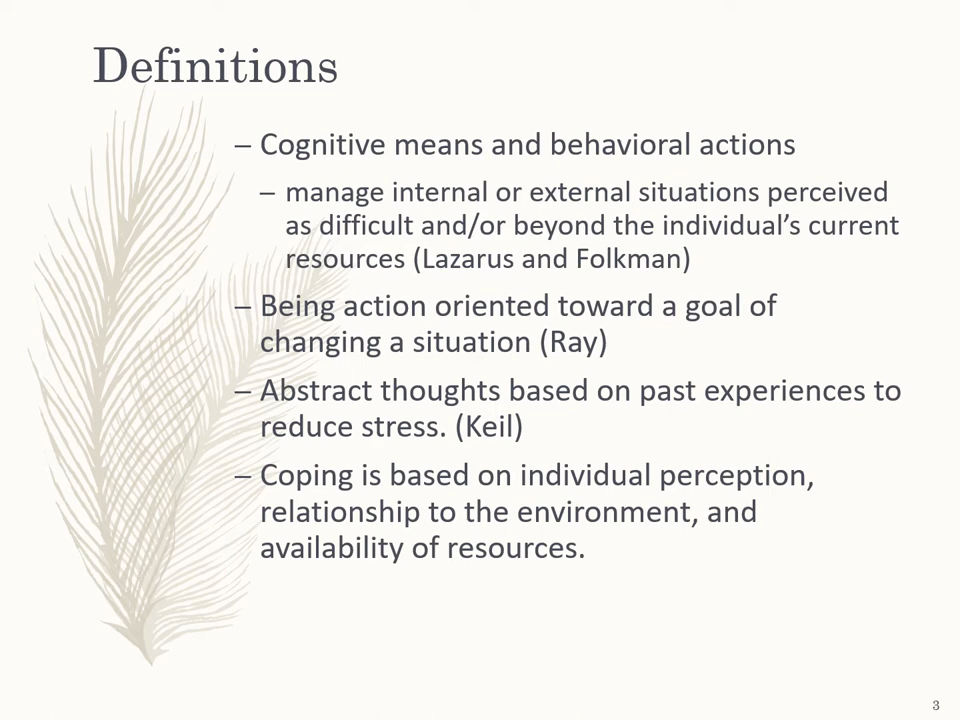 Definitions
– Cognitive means and behavioral actions
– manage internal or external situations perceived
as difficult and/or beyond the individual’s current
resources (Lazarus and Folkman)
– Being action oriented toward a goal of
changing a situation (Ray)
– Abstract thoughts based on past experiences to
reduce stress. (Keil)
– Coping is based on individual perception,
relationship to the environment, and
availability of resources.
3